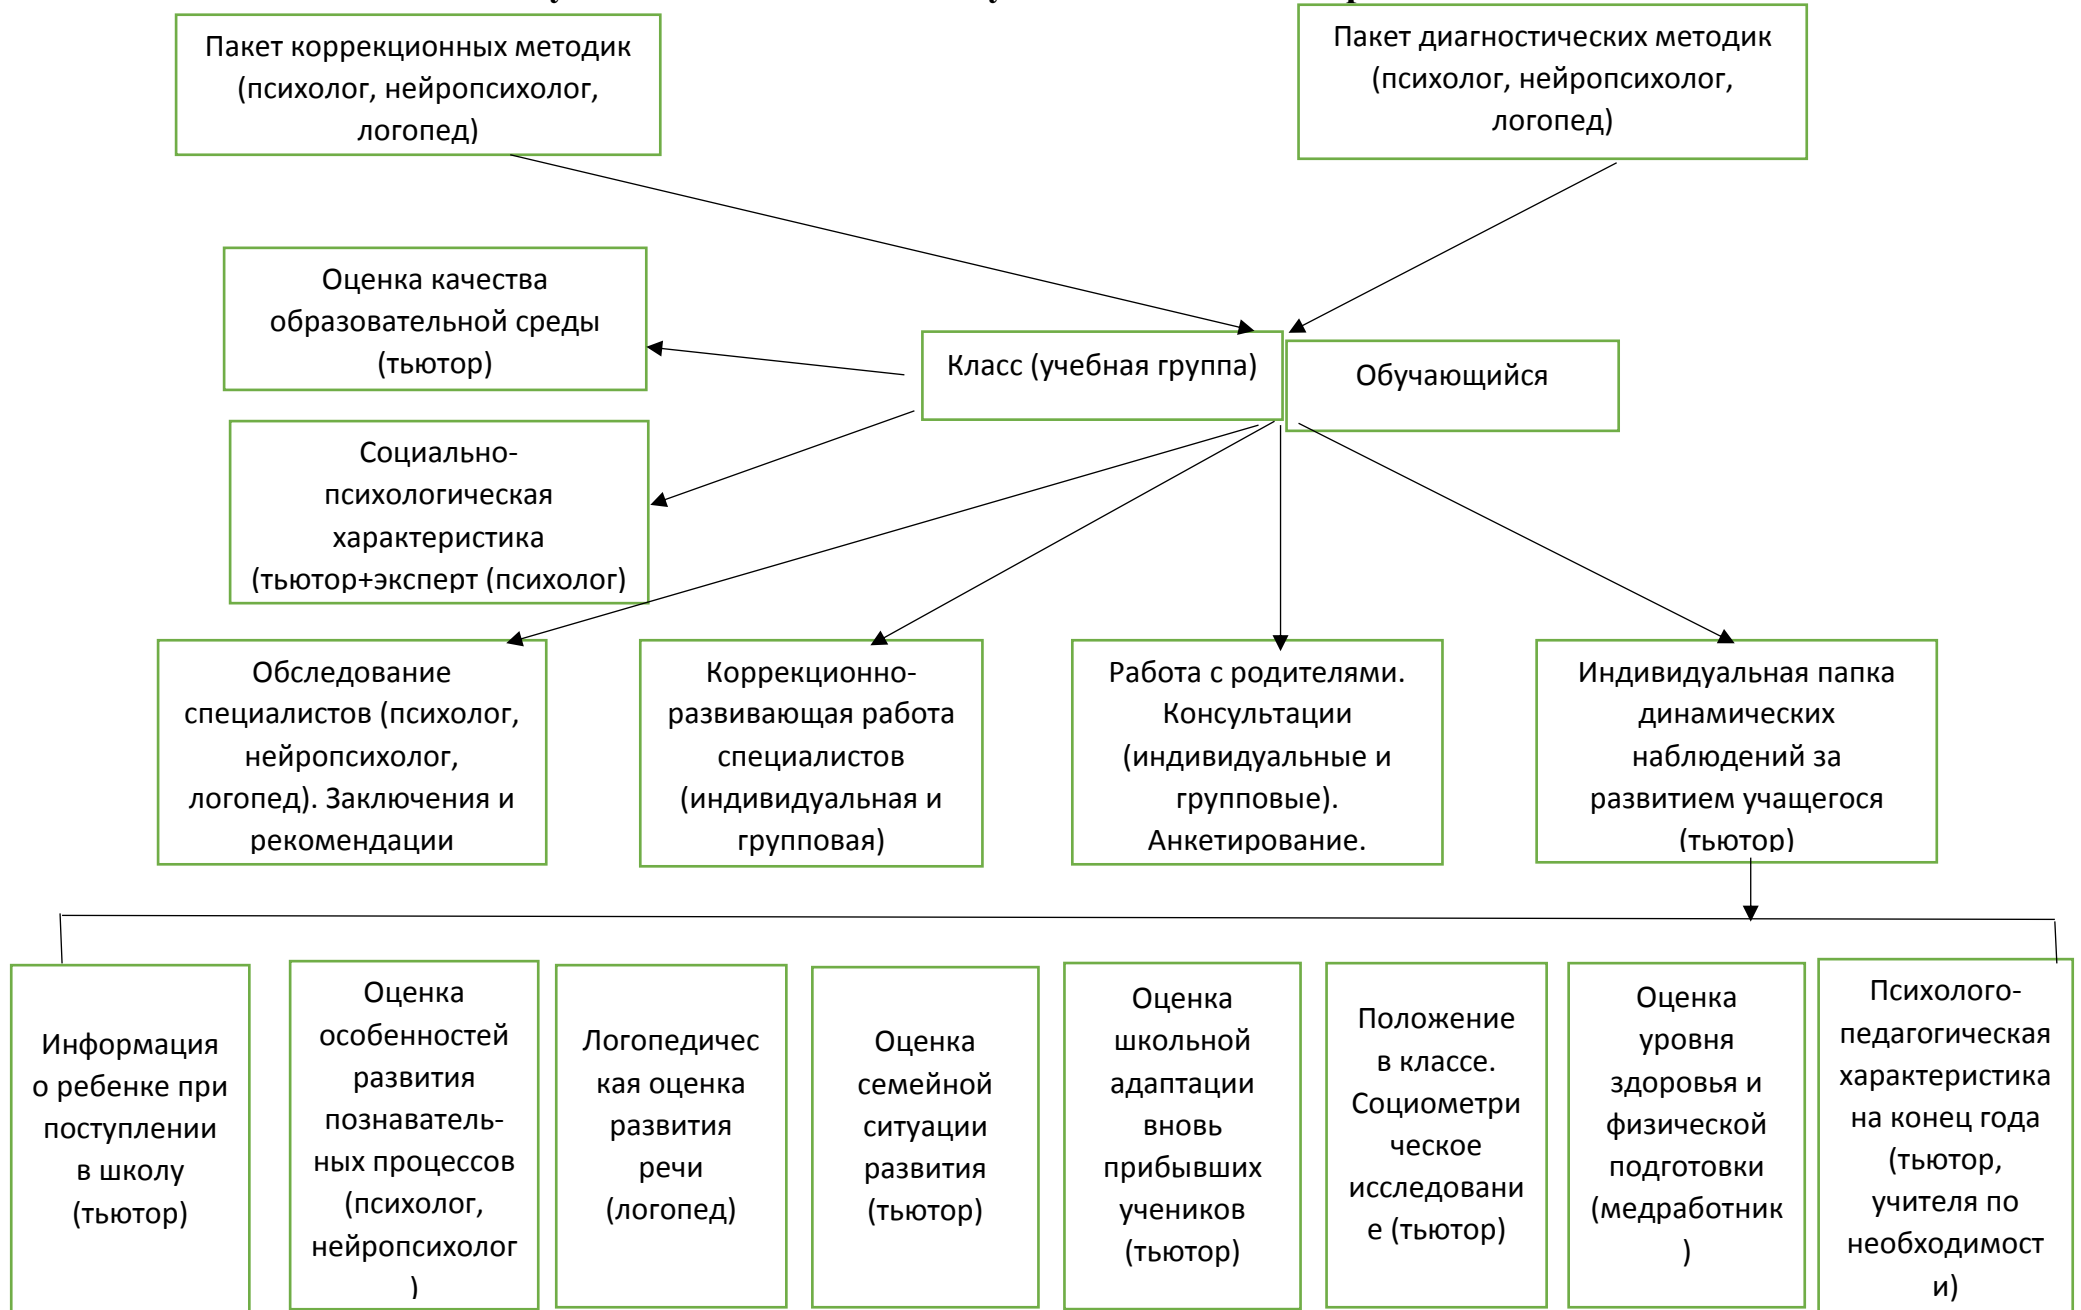 Пакет коррекционных методик
(психолог, нейропсихолог,
логопед)
Пакет диагностических методик
(психолог, нейропсихолог,
логопед)
Оценка качества
образовательной среды
(тьютор)
Класс (учебная группа)
Обучающийся
Социально-
психологическая
характеристика
(тьютор+эксперт (психолог)
Обследование
специалистов (психолог,
нейропсихолог,
логопед). Заключения и
рекомендации
Коррекционно-
развивающая работа
специалистов
(индивидуальная и
групповая)
Работа с родителями.
Консультации
(индивидуальные и
групповые).
Анкетирование.
Индивидуальная папка
динамических
наблюдений за
развитием учащегося
(тьютор)
Информация
о ребенке при
поступлении
в школу
(тьютор)
Оценка
особенностей
развития
познаватель-
ных процессов
(психолог,
нейропсихолог
)
Логопедичес
кая оценка
развития
речи
(логопед)
Оценка
семейной
ситуации
развития
(тьютор)
Оценка
школьной
адаптации
вновь
прибывших
учеников
(тьютор)
Положение
в классе.
Социометри
ческое
исследовани
е (тьютор)
Оценка
уровня
здоровья и
физической
подготовки
(медработник
)
Психолого-
педагогическая
характеристика
на конец года
(тьютор,
учителя по
необходимост
и)